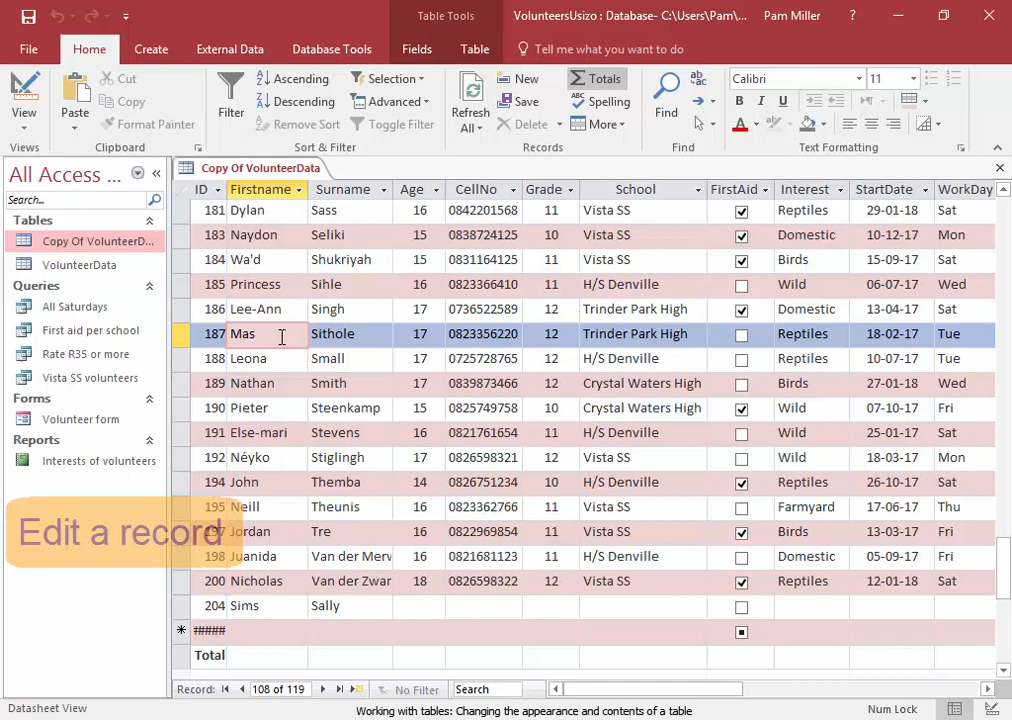 Table Tools
VolunteersUsizo : Database- C:\Users\Pam\... Pam Miller ?
File Home Create External Data Database Tools Fields Table Tell me what you want to do
View
Views
Paste
Cut
Copy
Format Painter
Clipboard
Filter
Ascending
Descending
Remove Sort
Selection
Advanced
Toggle Filter
Sort & Filter
Refresh
All
New
Save
Delete
Totals
Spelling
More
Records
Find
Find
Calibri 11
B I U
A
Text Formatting
All Access ...
Search...
Tables
Copy Of VolunteerD...
VolunteerData
Queries
All Saturdays
First aid per school
Rate R35 or more
Vista SS volunteers
Forms
Volunteer form
Reports
Interests of volunteers
Edit a record
Copy Of VolunteerData
ID Firstname Surname Age CellNo Grade School FirstAid Interest StartDate WorkDay
181 Dylan Sass 16 0842201568 11 Vista SS Reptiles 29-01-18 Sat
183 Naydon Seliki 15 0838724125 10 Vista SS Domestic 10-12-17 Mon
184 Wa'd Shukriyah 15 0831164125 11 Vista SS Birds 15-09-17 Sat
185 Princess Sihle 16 0823366410 11 H/S Denville Wild 06-07-17 Wed
186 Lee-Ann Singh 17 0736522589 12 Trinder Park High Domestic 13-04-17 Sat
187 Mas Sithole 17 0823356220 12 Trinder Park High Reptiles 18-02-17 Tue
188 Leona Small 17 0725728765 12 H/S Denville Reptiles 10-07-17 Tue
189 Nathan Smith 17 0839873466 12 Crystal Waters High Birds 27-01-18 Wed
190 Pieter Steenkamp 15 0825749758 10 Crystal Waters High Wild 07-10-17 Fri
191 Else-mari Stevens 16 0821761654 11 H/S Denville Wild 25-01-17 Sat
192 Néyko Stiglingh 17 0826598321 12 Vista SS Wild 18-03-17 Mon
194 John Themba 14 0826751234 10 H/S Denville Reptiles 26-10-17 Sat
195 Neill Theunis 16 0823362766 11 Vista SS Farmyard 17-06-17 Thu
197 Jordan Tre 16 0822969854 11 Vista SS Birds 13-03-17 Fri
198 Juanida Van der Merw 16 0821681123 11 H/S Denville Domestic 05-09-17 Fri
200 Nicholas Van der Zwar 18 0826598322 12 Vista SS Reptiles 12-01-18 Sat
204 Sims Sally
* #####
Total
Record: 108 of 119 No Filter Search
Datasheet View
Working with tables: Changing the appearance and contents of a table
Num Lock